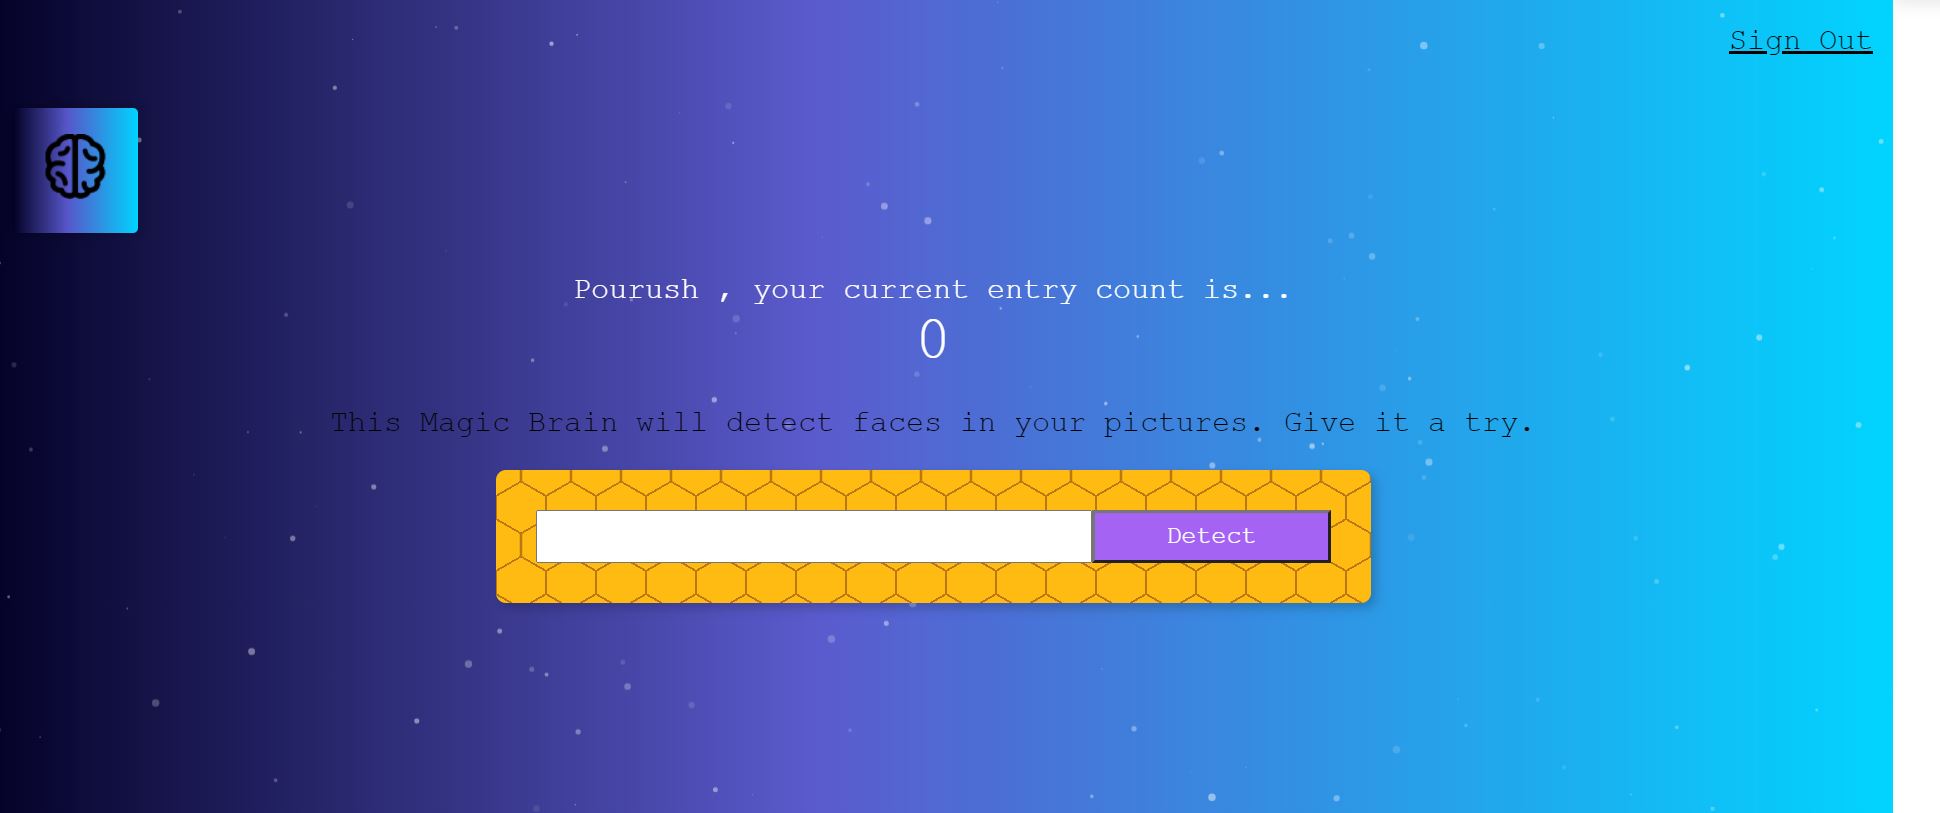 Sign Out
Pourush , your current entry count is...
0
This Magic Brain will detect faces in your pictures. Give it a try.
Detect